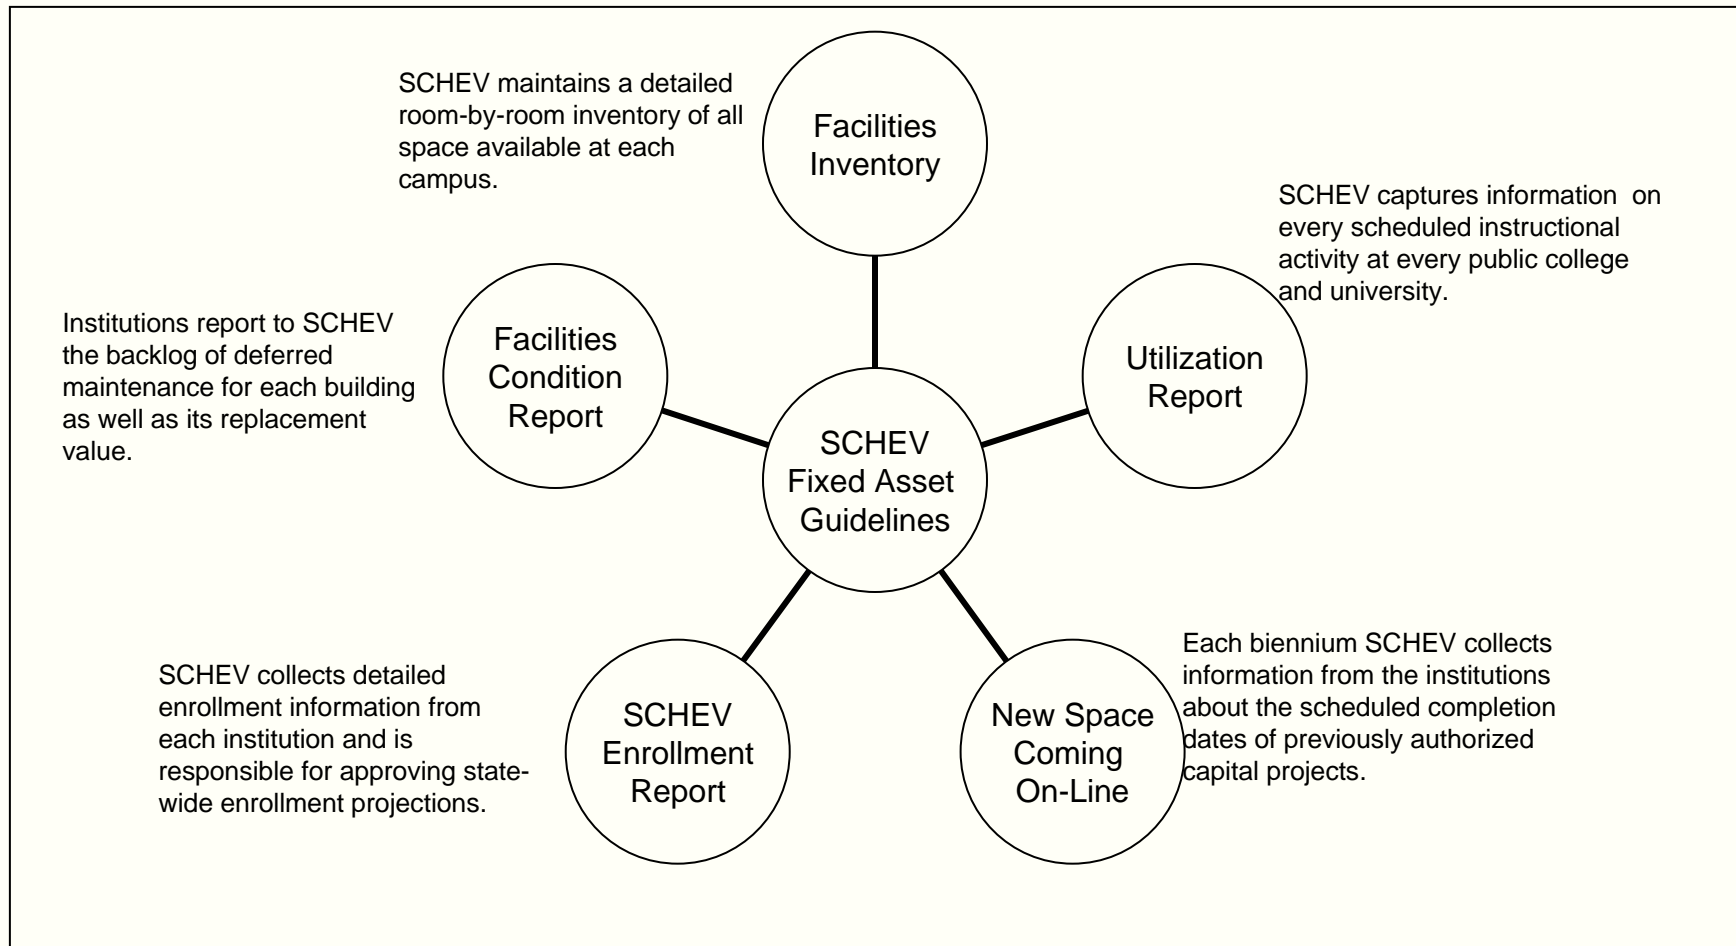 SCHEV maintains a detailed
room-by-room inventory of all
space available at each
campus.
Facilities
Inventory
SCHEV captures information  on
every scheduled instructional
activity at every public college
and university.
Utilization
Report
Institutions report to SCHEV
the backlog of deferred
maintenance for each building
as well as its replacement
value.
Facilities
Condition
Report
SCHEV
Fixed Asset
Guidelines
SCHEV collects detailed
enrollment information from
each institution and is
responsible for approving state-
wide enrollment projections.
SCHEV
Enrollment
Report
New Space
Coming
On-Line
Each biennium SCHEV collects
information from the institutions
about the scheduled completion
dates of previously authorized
capital projects.